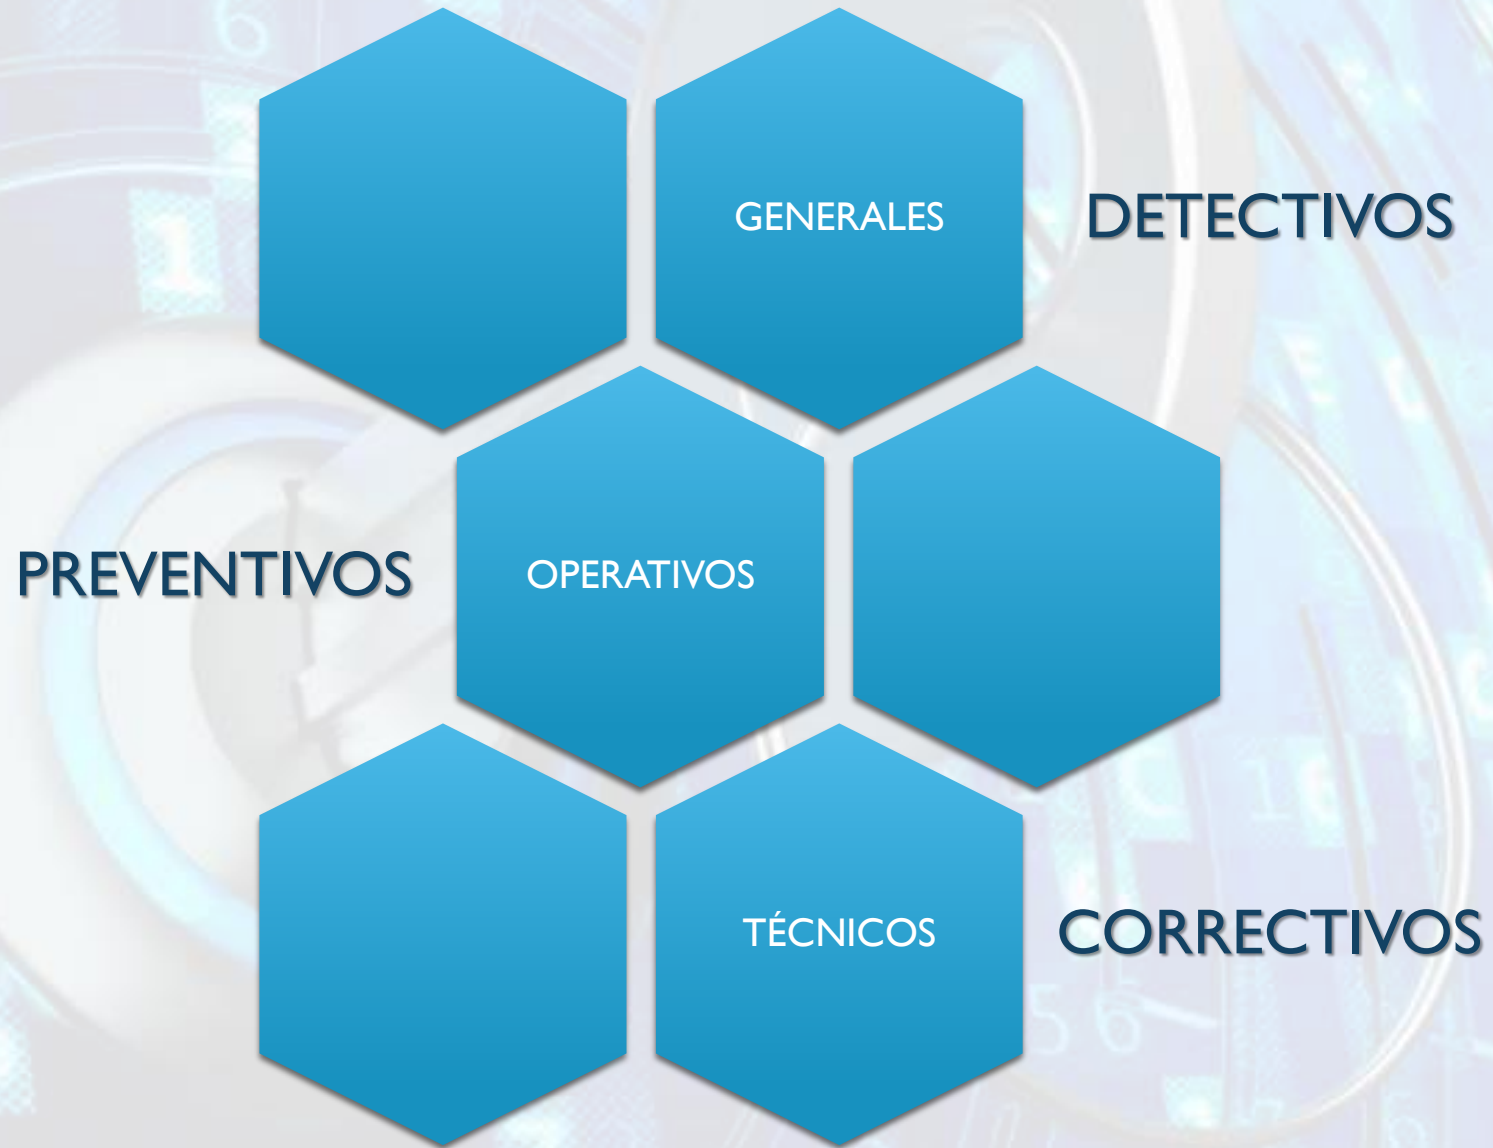 GENERALES
DETECTIVOS
PREVENTIVOS
OPERATIVOS
TÉCNICOS
CORRECTIVOS